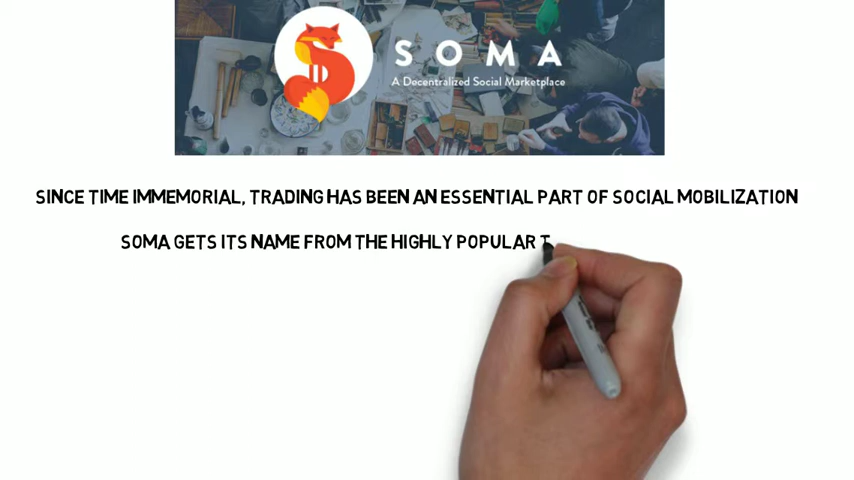 SOMA
A Decentralized Social Marketplace
SINCE TIME IMMEMORIAL, TRADING HAS BEEN AN ESSENTIAL PART OF SOCIAL MOBILIZATION
SOMA GETS ITS NAME FROM THE HIGHLY POPULAR T